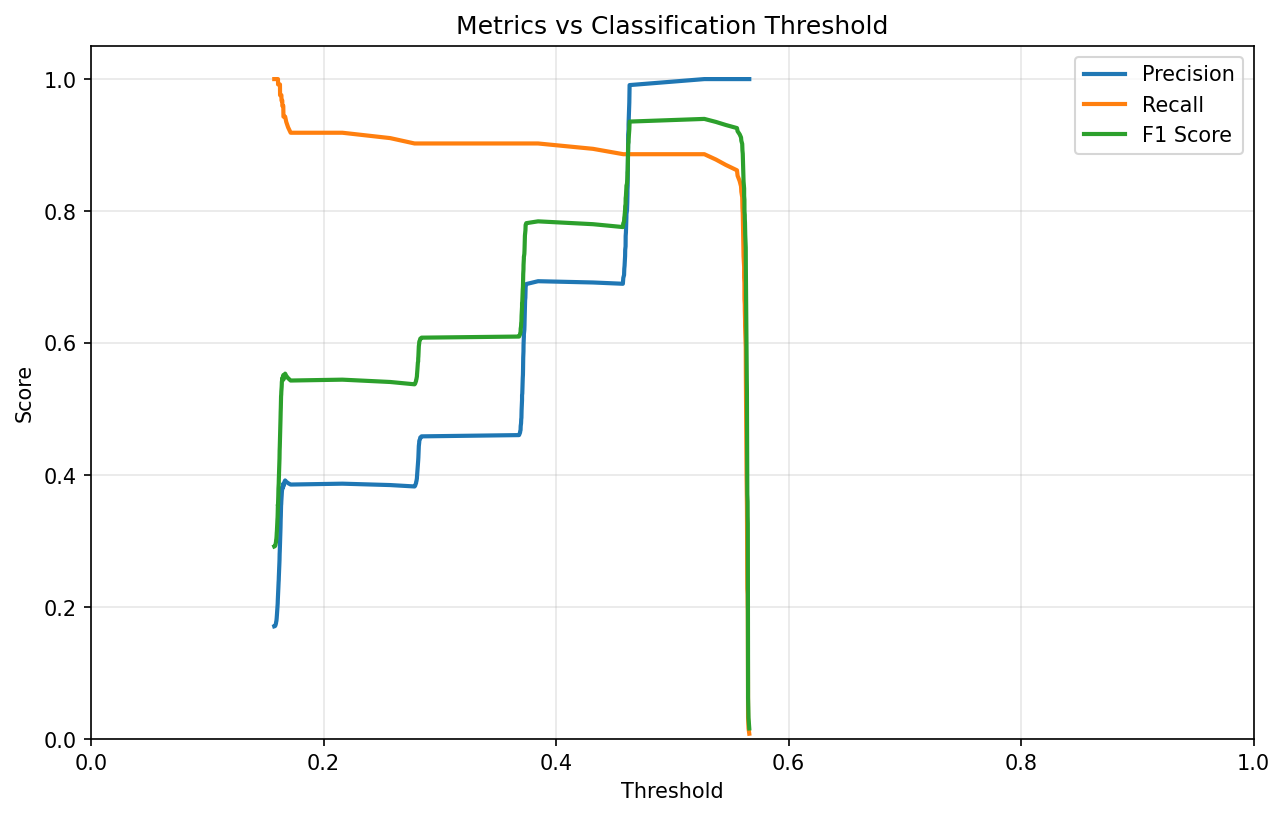 Metrics vs Classification Threshold
Precision
Recall
F1 Score
Score
1.0
0.8
0.6
0.4
0.2
0.0
0.0 0.2 0.4 0.6 0.8 1.0
Threshold